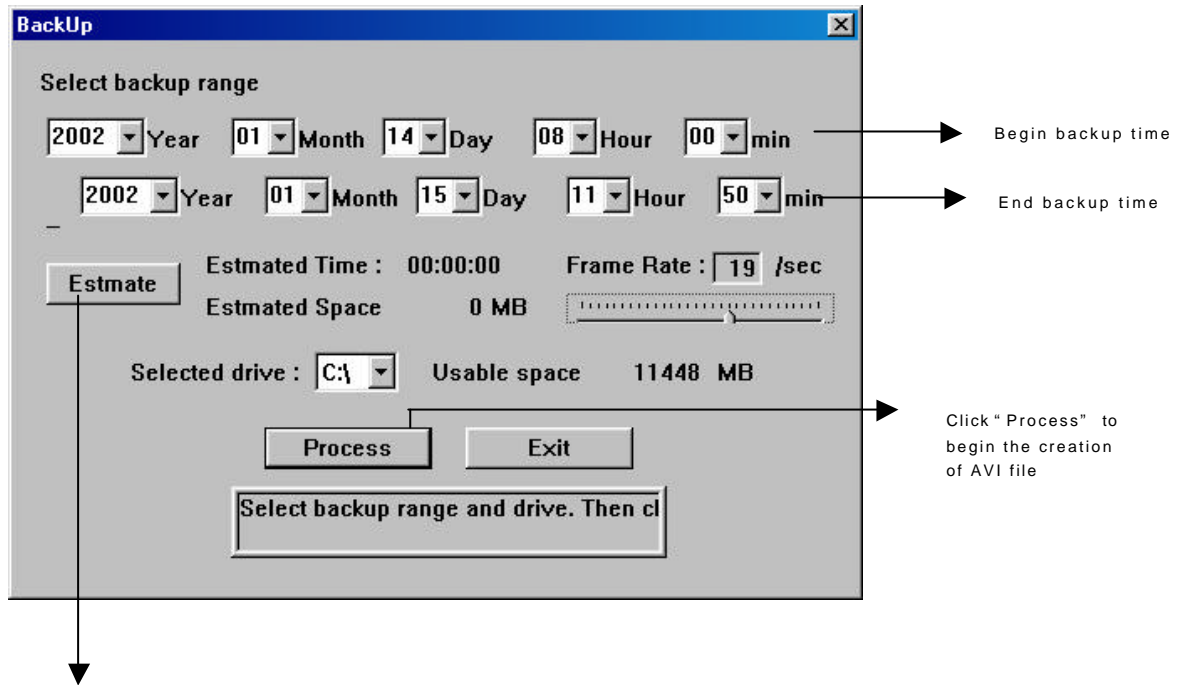 BackUp
Select backup range
2002 Year 01 Month 14 Day 08 Hour 00 min
Begin backup time
2002 Year 01 Month 15 Day 11 Hour 50 min
End backup time
Estmate
Estmated Time : 00:00:00
Frame Rate : 19 /sec
Estmated Space 0 MB
Selected drive : C:\ Usable space 11448 MB
Process
Exit
Click “Process” to
begin the creation
of AVI file
Select backup range and drive. Then cl